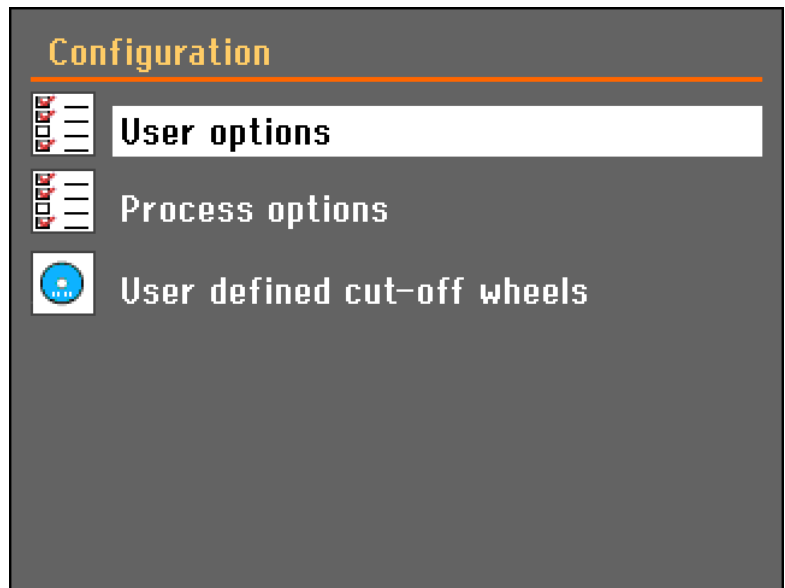 Configuration
User options
Process options
User defined cut-off wheels